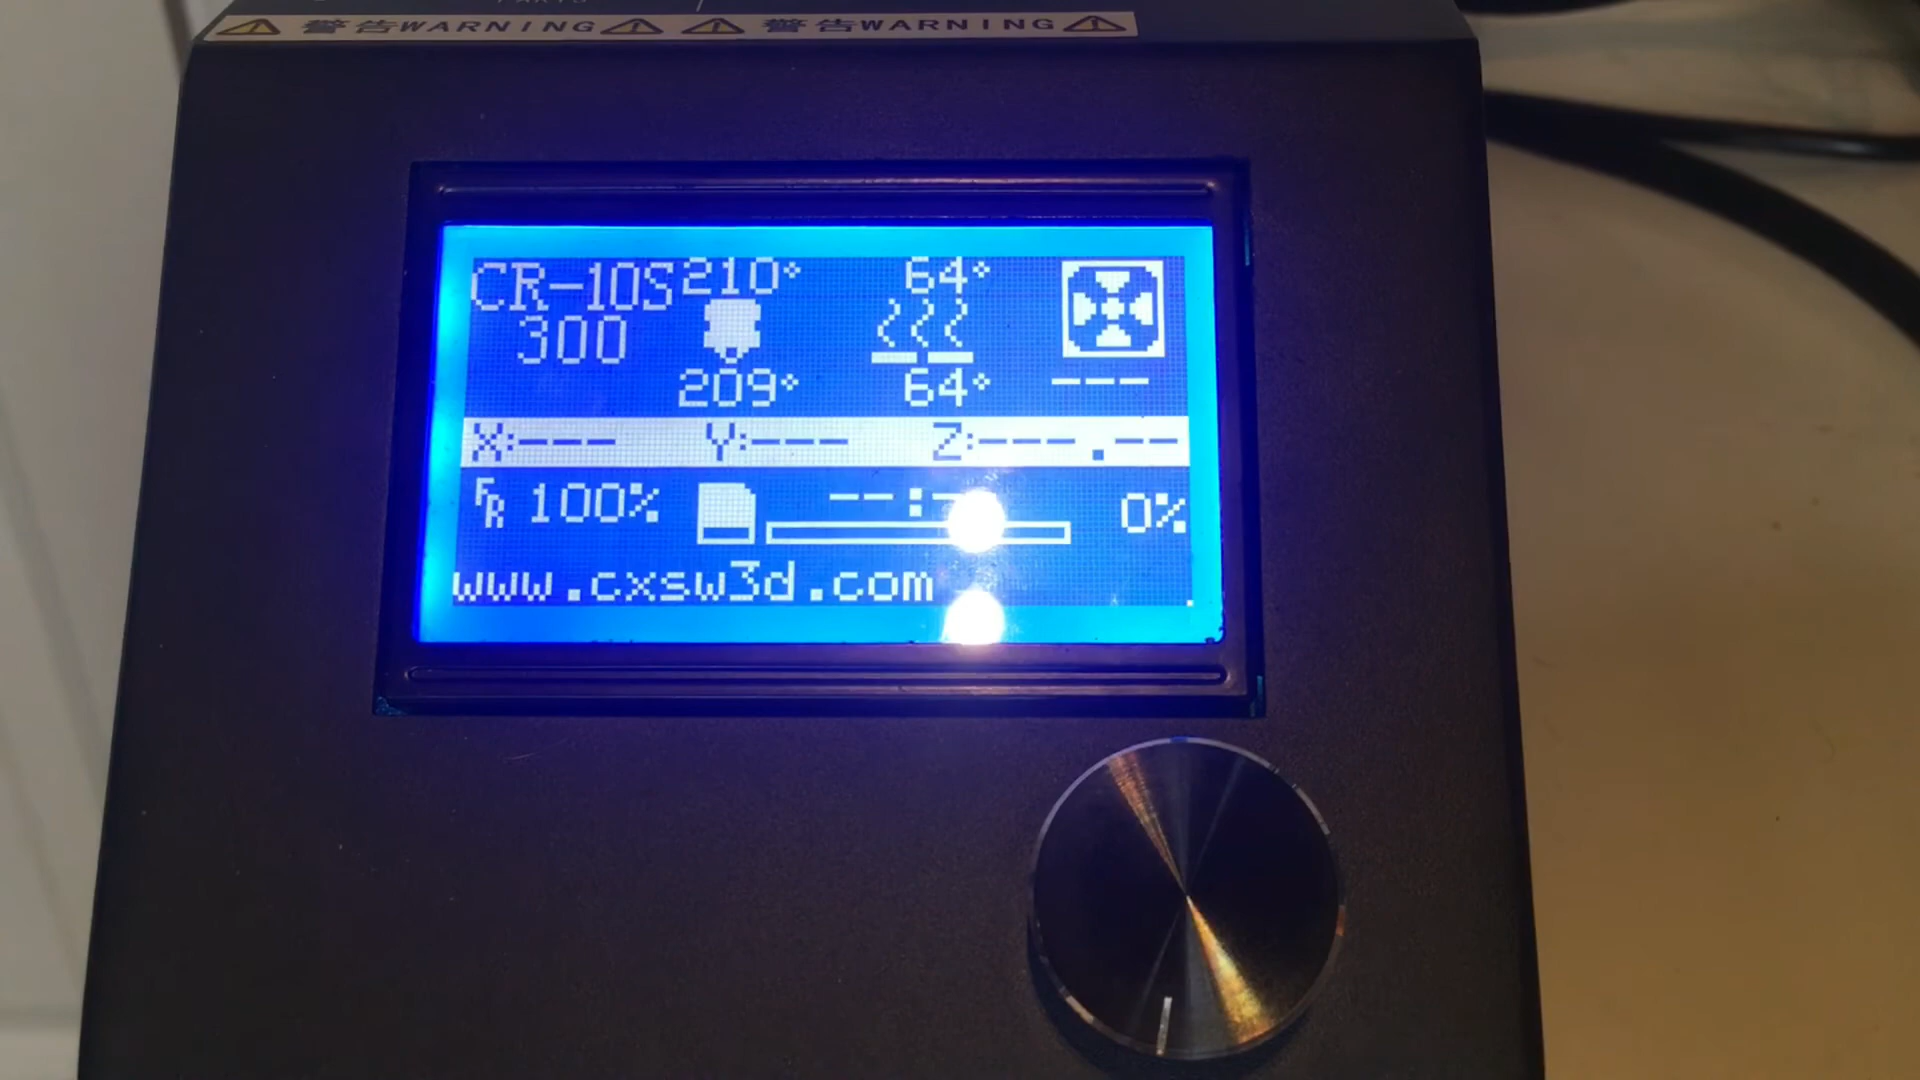 警告WARNING 警告WARNING
CR-10S 210° 64°
300
209° 64° ---
X:--- Y:--- Z:---.--
FR 100% 0%
www.cxsw3d.com